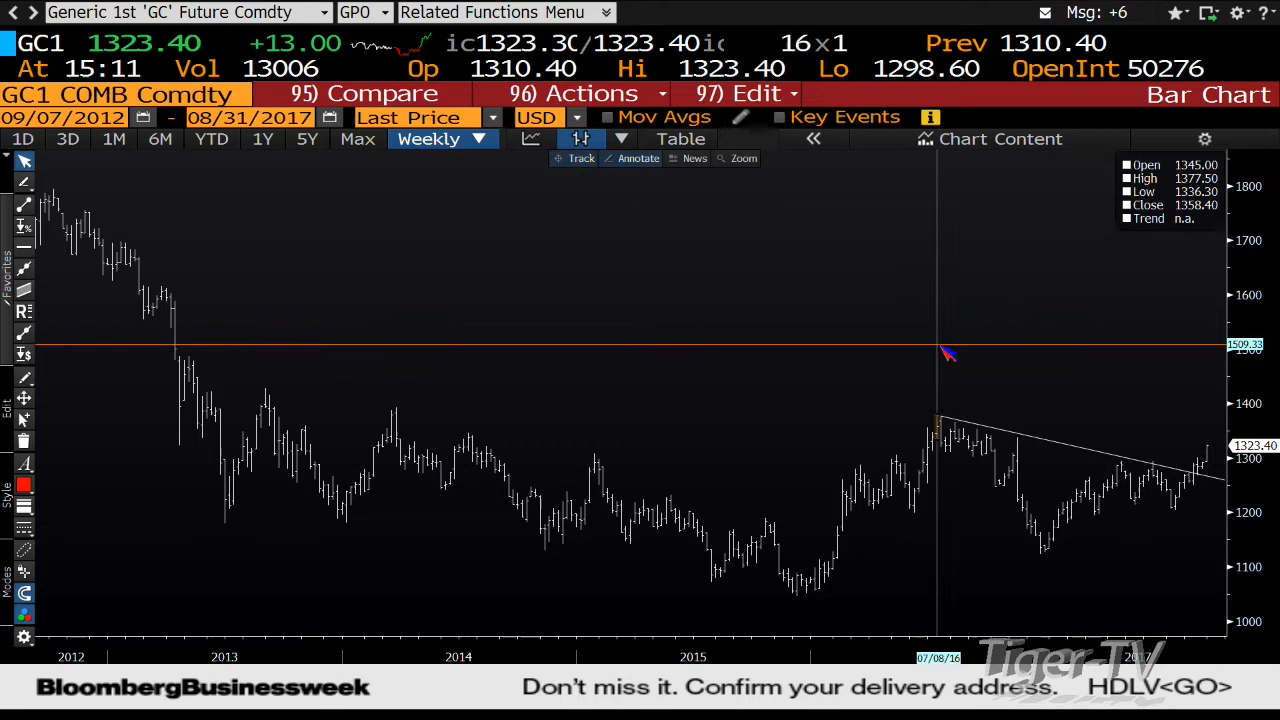 Generic 1st 'GC' Future Comdty GPO Related Functions Menu Msg: +6
GC1 1323.40 +13.00 ic1323.30/1323.40ic 16x1 Prev 1310.40
At 15:11 Vol 13006 Op 1310.40 Hi 1323.40 Lo 1298.60 OpenInt 50276
GC1 COMB Comdty 95) Compare 96) Actions 97) Edit Bar Chart
09/07/2012 - 08/31/2017 Last Price USD Mov Avgs Key Events
1D 3D 1M 6M YTD 1Y 5Y Max Weekly ▼ Table « Chart Content
Track Annotate News Zoom
Open 1345.00
High 1377.50
Low 1336.30
Close 1358.40
Trend n.a.
1800
1700
1600
1509.33
1500
1400
1323.40
1300
1200
1100
1000
Favorites
Edit
Style
Modes
2012 2013 2014 2015 07/08/16 2017
Tiger-TV
BloombergBusinessweek Don't miss it. Confirm your delivery address. HDLV<GO>